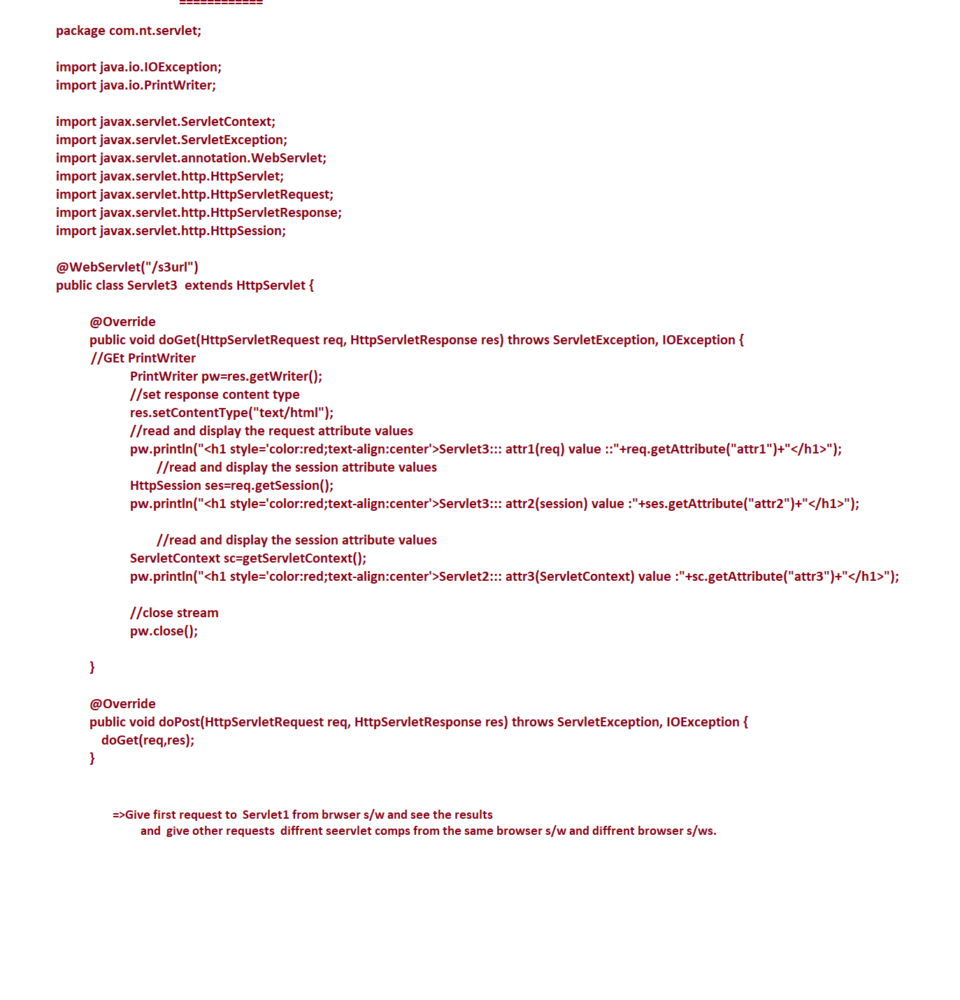 ============
package com.nt.servlet;
import java.io.IOException;
import java.io.PrintWriter;
import javax.servlet.ServletContext;
import javax.servlet.ServletException;
import javax.servlet.annotation.WebServlet;
import javax.servlet.http.HttpServlet;
import javax.servlet.http.HttpServletRequest;
import javax.servlet.http.HttpServletResponse;
import javax.servlet.http.HttpSession;
@WebServlet("/s3url")
public class Servlet3  extends HttpServlet {
@Override
public void doGet(HttpServletRequest req, HttpServletResponse res) throws ServletException, IOException {
//GEt PrintWriter
PrintWriter pw=res.getWriter();
//set response content type
res.setContentType("text/html");
//read and display the request attribute values
pw.println("<h1 style='color:red;text-align:center'>Servlet3::: attr1(req) value ::"+req.getAttribute("attr1")+"</h1>");
//read and display the session attribute values
HttpSession ses=req.getSession();
pw.println("<h1 style='color:red;text-align:center'>Servlet3::: attr2(session) value :"+ses.getAttribute("attr2")+"</h1>");
//read and display the session attribute values
ServletContext sc=getServletContext();
pw.println("<h1 style='color:red;text-align:center'>Servlet2::: attr3(ServletContext) value :"+sc.getAttribute("attr3")+"</h1>");
//close stream
pw.close();
}
@Override
public void doPost(HttpServletRequest req, HttpServletResponse res) throws ServletException, IOException {
doGet(req,res);
}
=>Give first request to  Servlet1 from brwser s/w and see the results
and  give other requests  diffrent seervlet comps from the same browser s/w and diffrent browser s/ws.